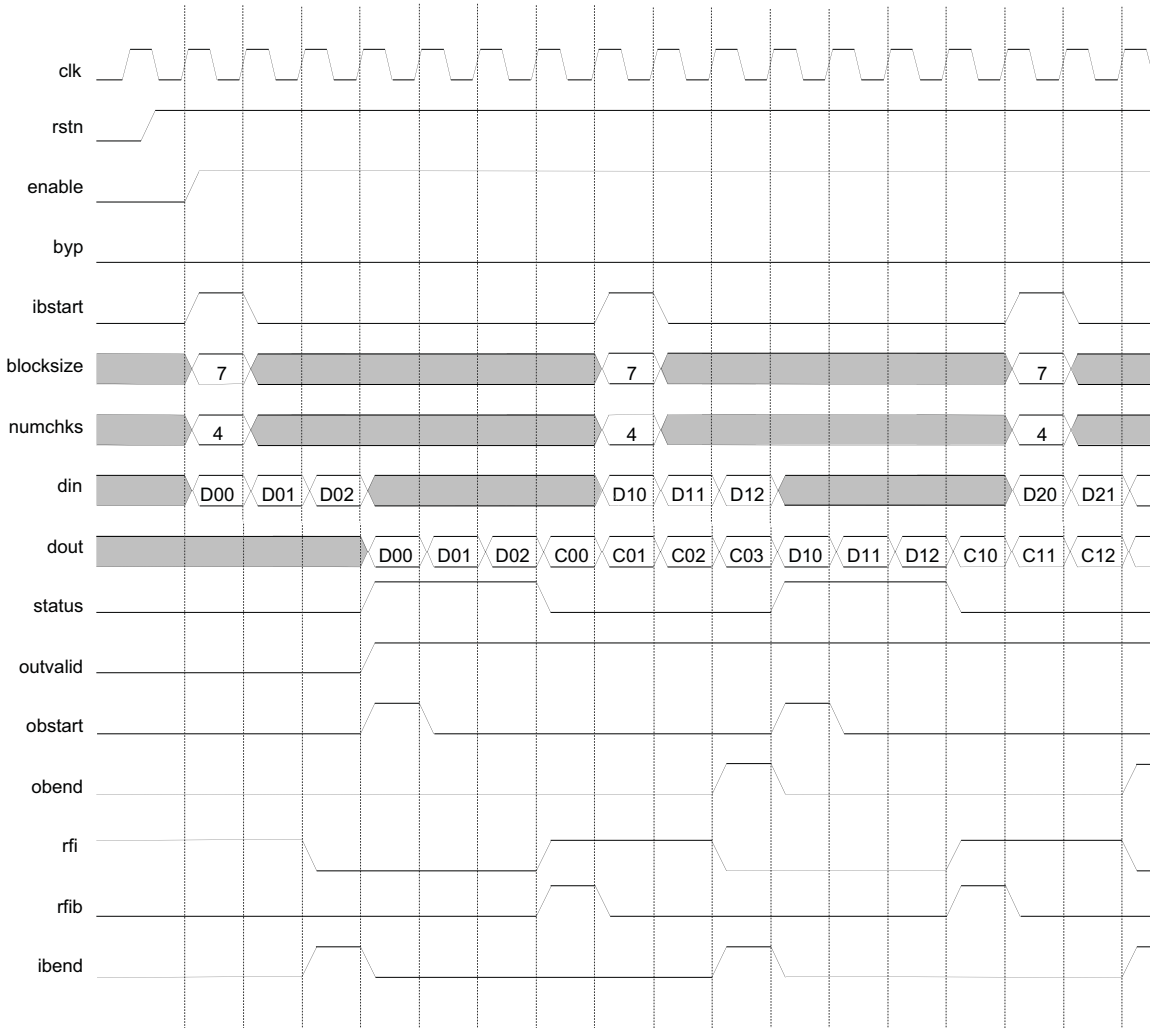 clk
rstn
enable
byp
ibstart
blocksize 7 7 7
numchks 4 4 4
din D00 D01 D02 D10 D11 D12 D20 D21
dout D00 D01 D02 C00 C01 C02 C03 D10 D11 D12 C10 C11 C12
status
outvalid
obstart
obend
rfi
rfib
ibend